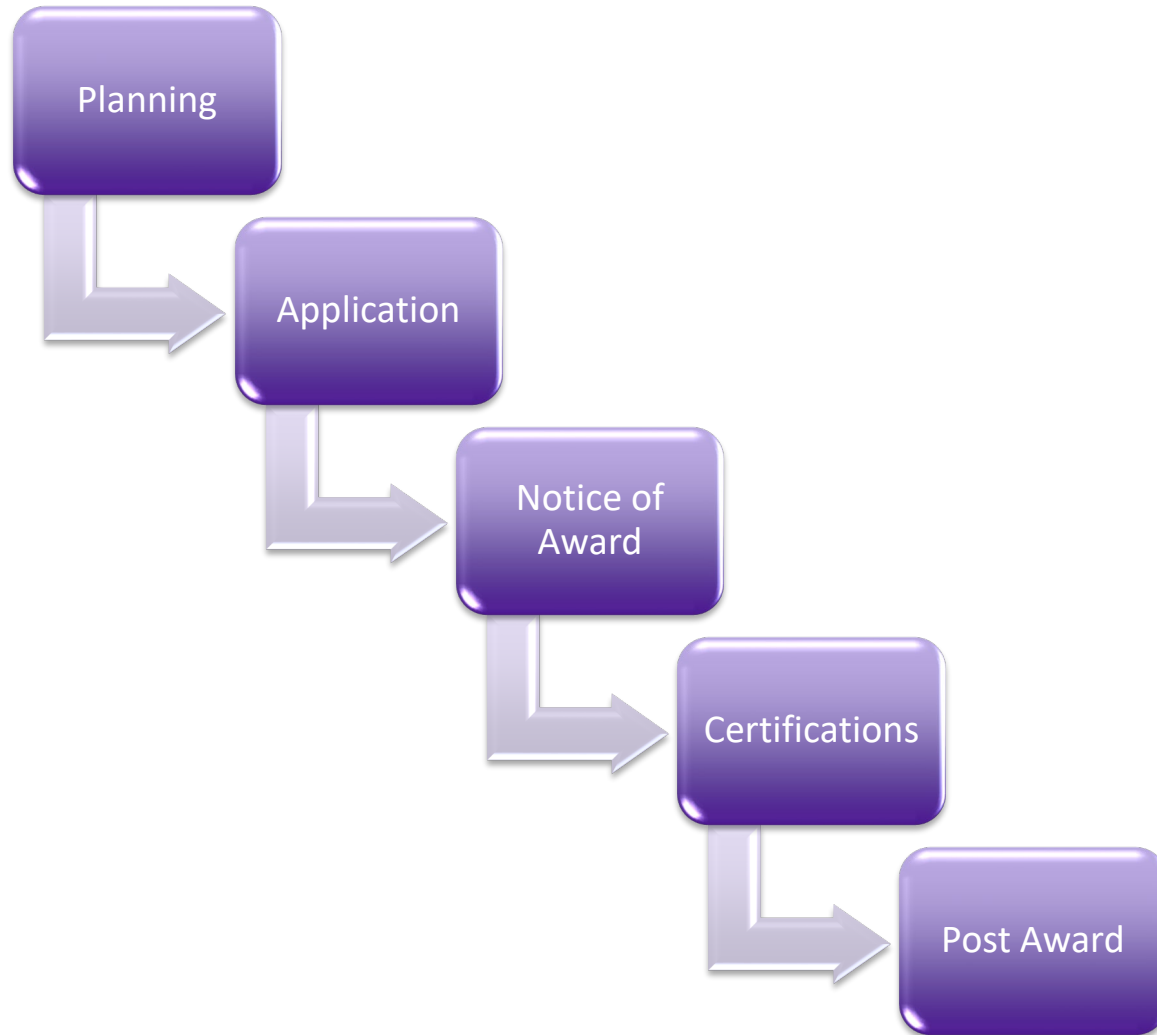 Planning
Application
Notice of
Award
Certifications
Post Award